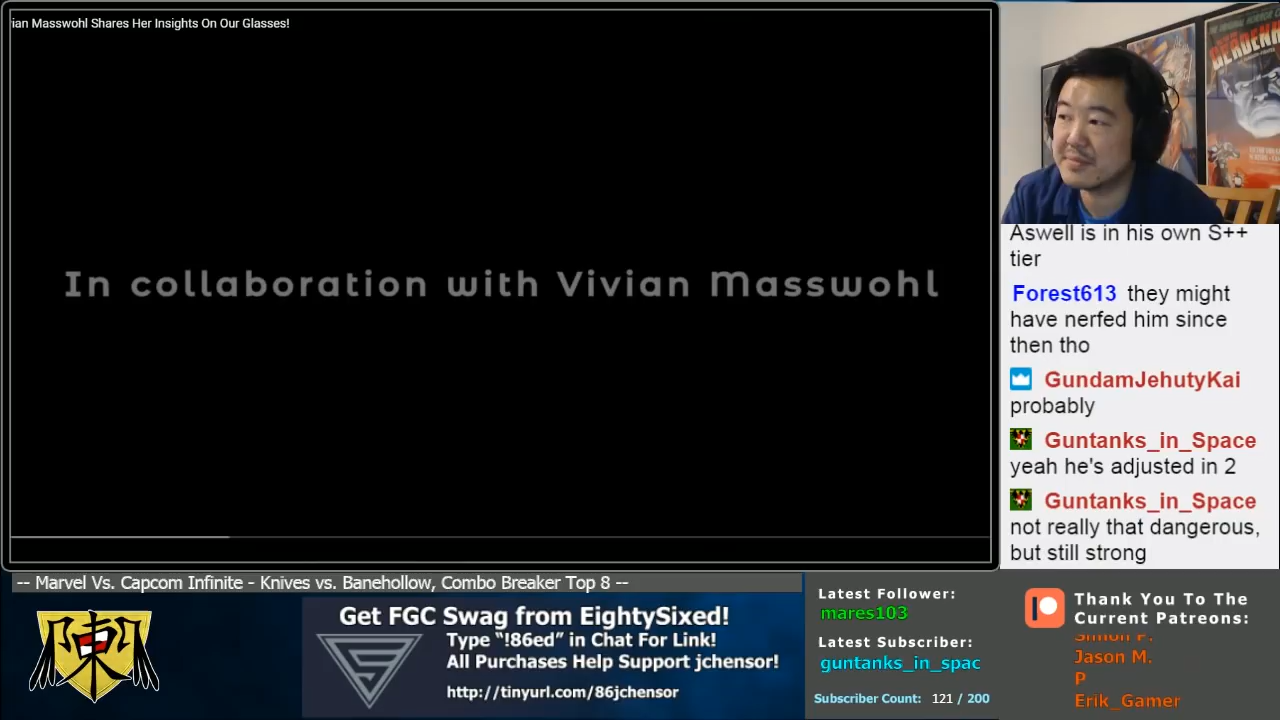 ian Masswohl Shares Her Insights On Our Glasses!
In collaboration with Vivian Masswohl
Aswell is in his own S++
tier
Forest613 they might
have nerfed him since
then tho
GundamJehutyKai
probably
Guntanks_in_Space
yeah he's adjusted in 2
Guntanks_in_Space
not really that dangerous,
but still strong
-- Marvel Vs. Capcom Infinite - Knives vs. Banehollow, Combo Breaker Top 8 --
Get FGC Swag from EightySixed!
Type “!86ed” in Chat For Link!
All Purchases Help Support jchensor!
http://tinyurl.com/86jchensor
Latest Follower:
mares103
Latest Subscriber:
guntanks_in_spac
Subscriber Count: 121 / 200
Thank You To The
Current Patreons:
Simon P.
Jason M.
P
Erik_Gamer